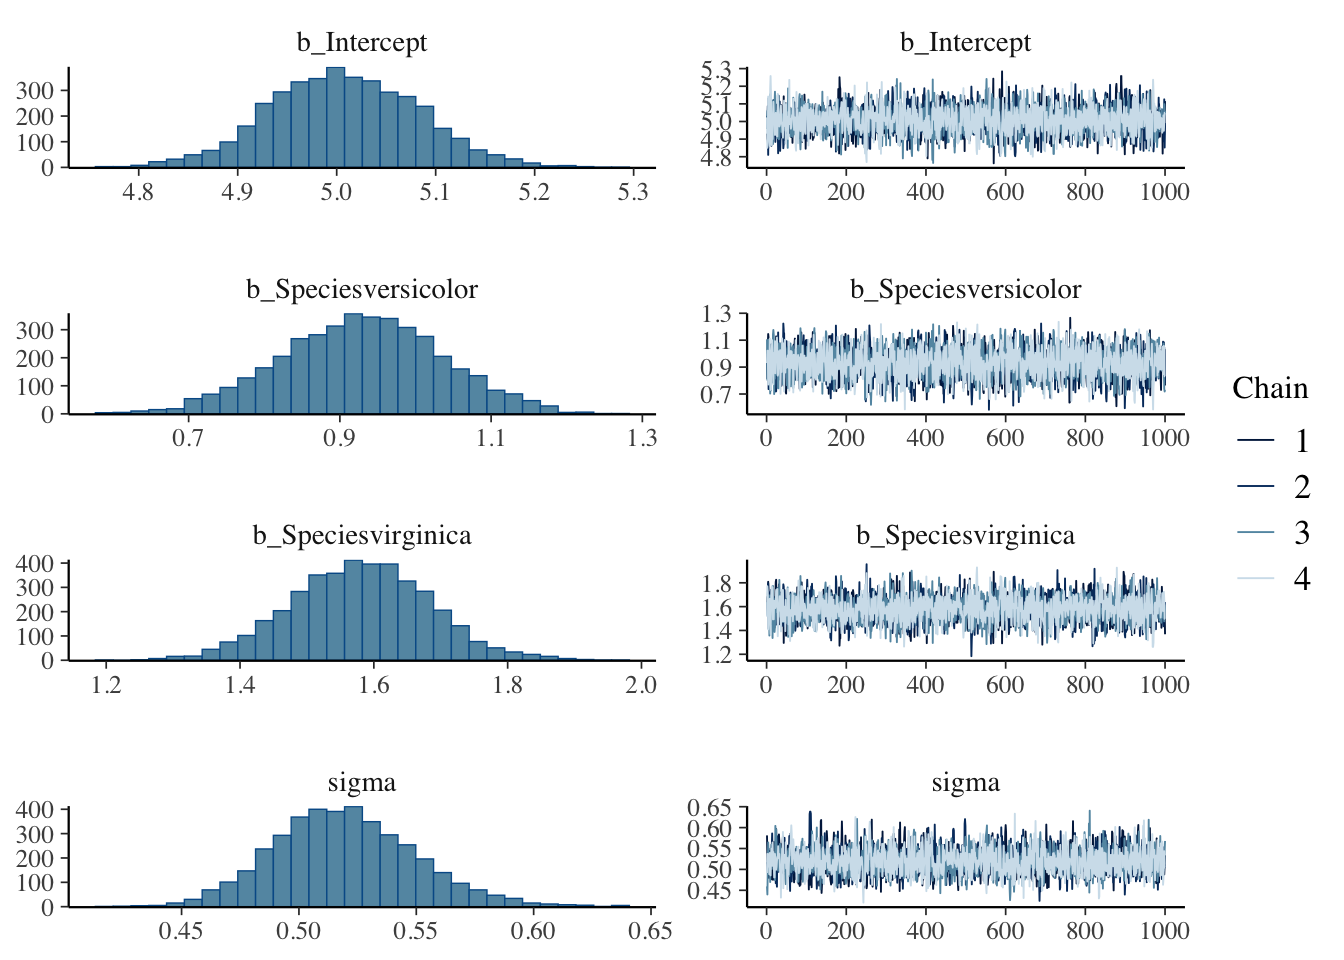 b_Intercept
300
200
100
0
4.8 4.9 5.0 5.1 5.2 5.3
b_Intercept
5.3
5.2
5.1
5.0
4.9
4.8
0 200 400 600 800 1000
b_Speciesversicolor
300
200
100
0
0.7 0.9 1.1 1.3
b_Speciesversicolor
1.3
1.1
0.9
0.7
0 200 400 600 800 1000
b_Speciesvirginica
400
300
200
100
0
1.2 1.4 1.6 1.8 2.0
b_Speciesvirginica
1.8
1.6
1.4
1.2
0 200 400 600 800 1000
sigma
400
300
200
100
0
0.45 0.50 0.55 0.60 0.65
sigma
0.65
0.60
0.55
0.50
0.45
0 200 400 600 800 1000
Chain
1
2
3
4